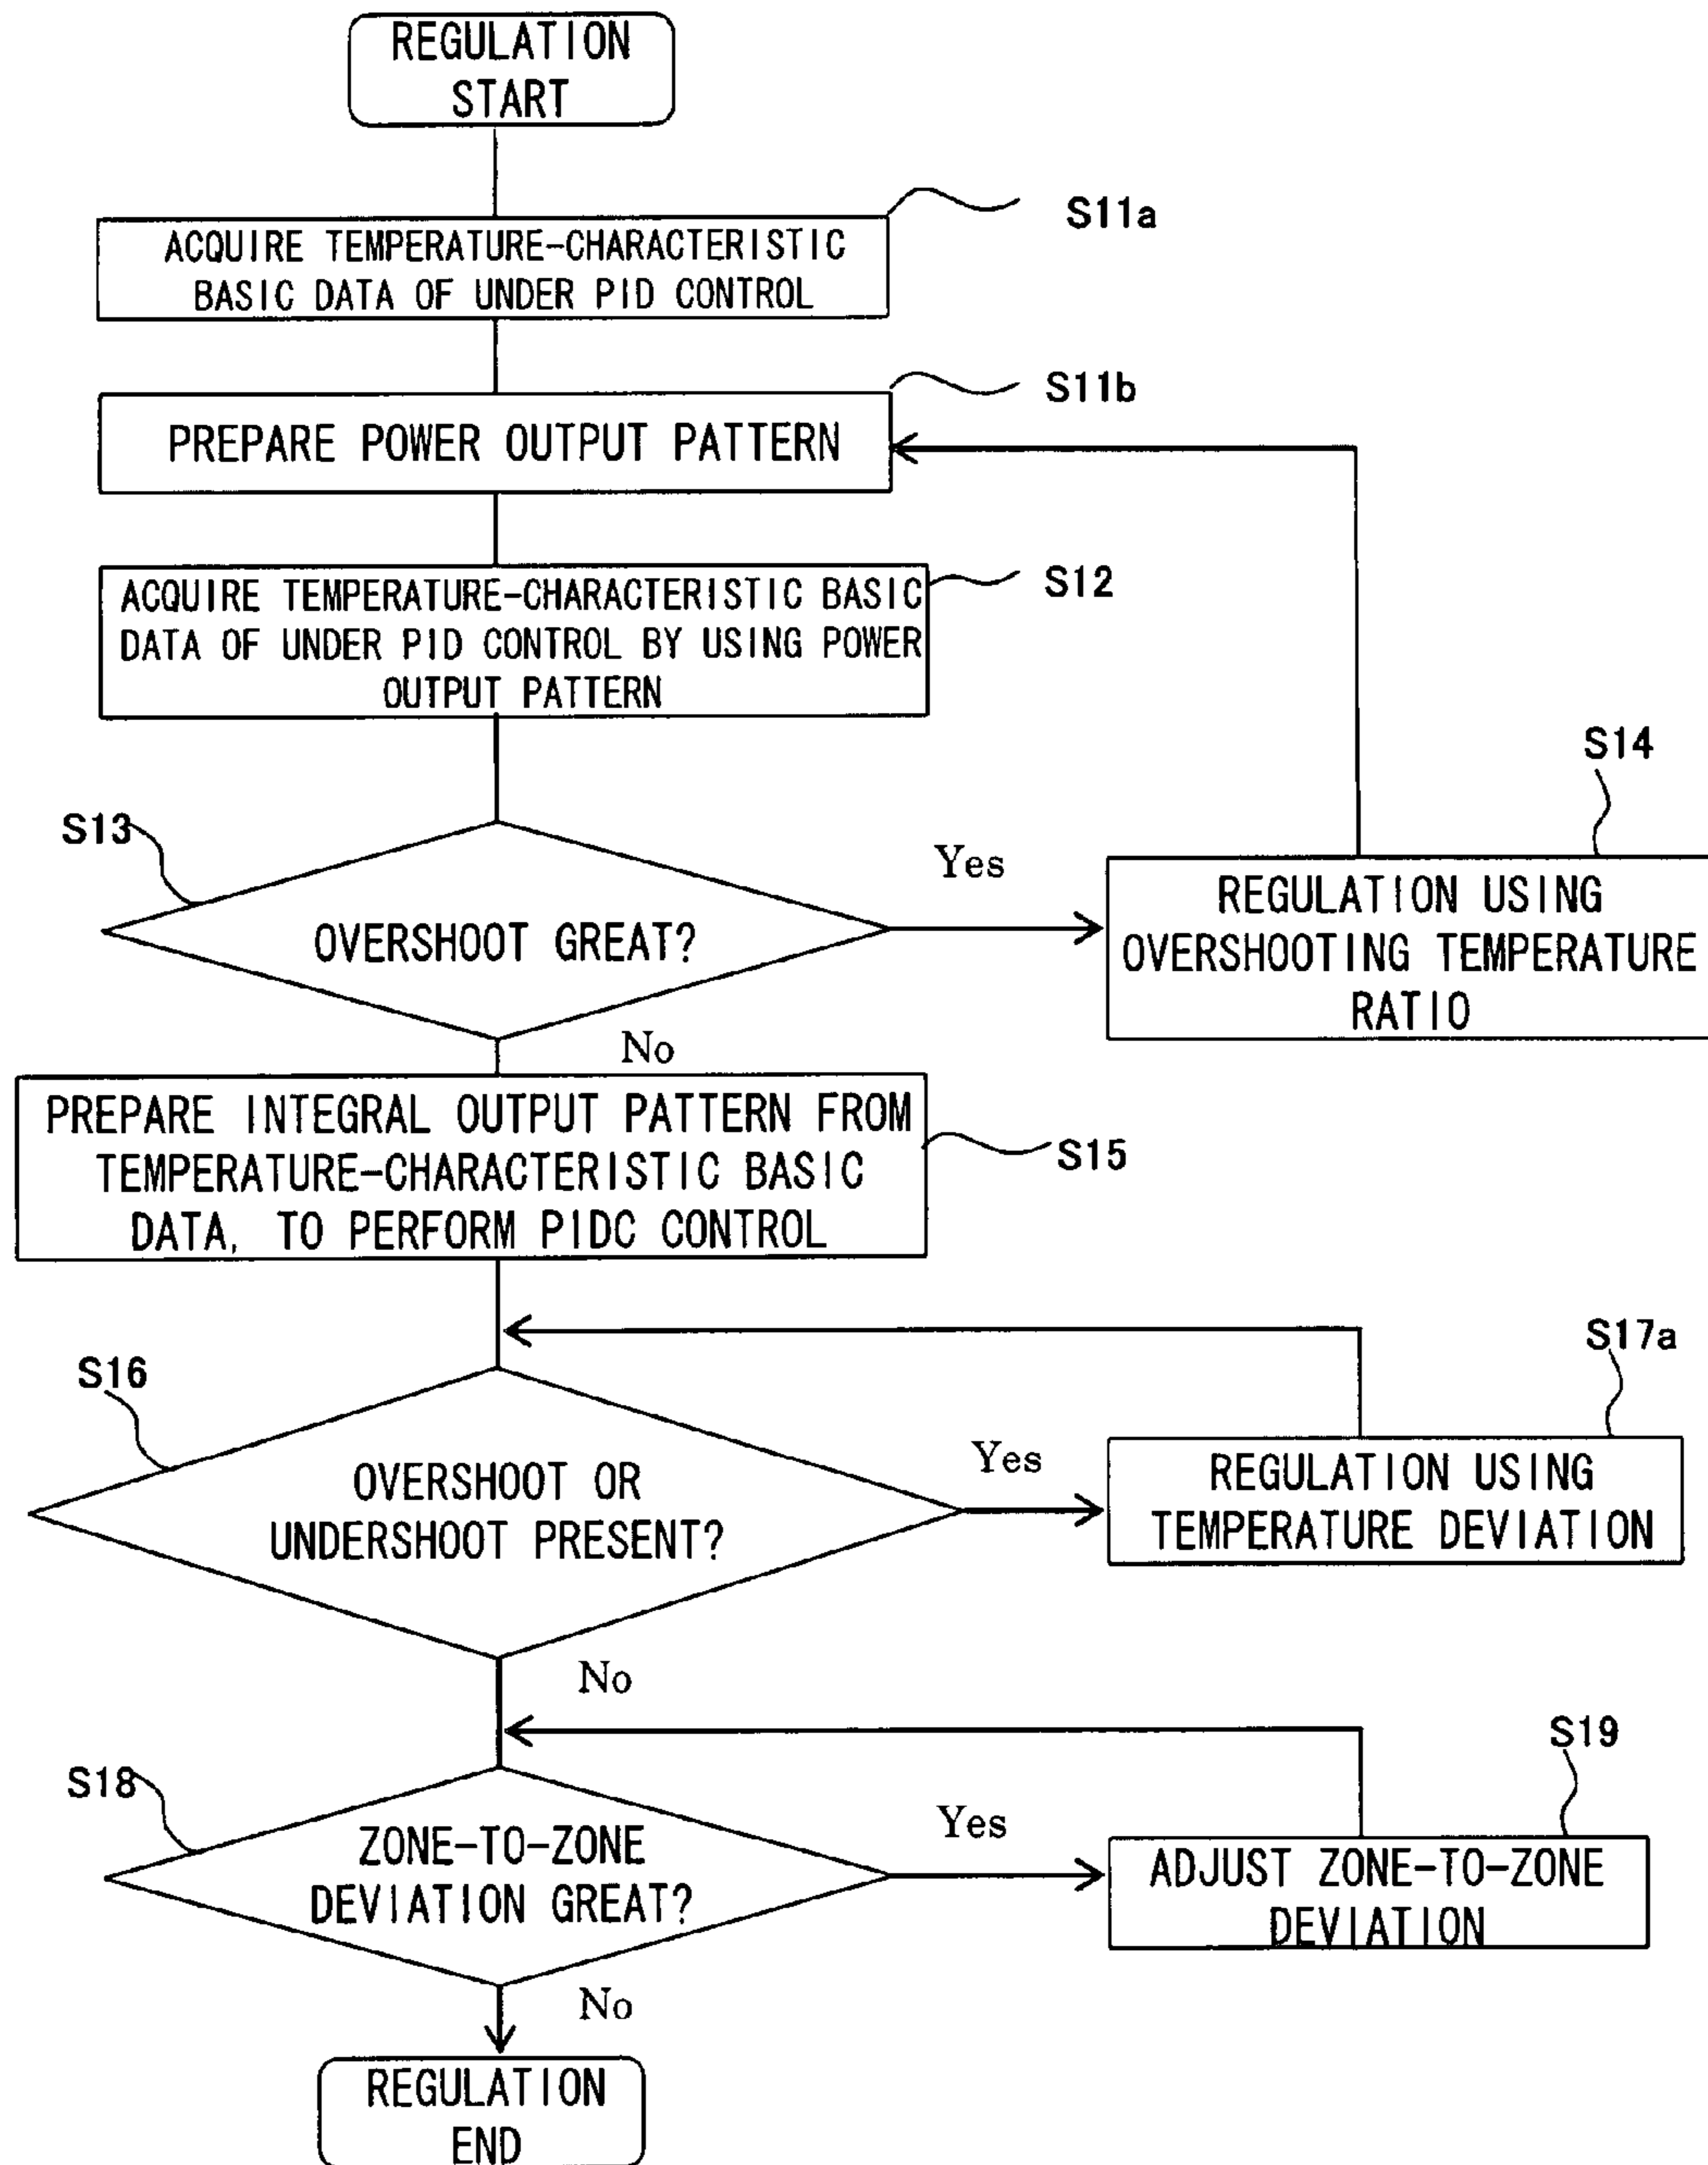 REGULATION
START
S11a
ACQUIRE TEMPERATURE-CHARACTERISTIC
BASIC DATA OF UNDER PID CONTROL
S11b
PREPARE POWER OUTPUT PATTERN
S12
ACQUIRE TEMPERATURE-CHARACTERISTIC BASIC
DATA OF UNDER PID CONTROL BY USING POWER
OUTPUT PATTERN
S13
OVERSHOOT GREAT?
Yes
S14
REGULATION USING
OVERSHOOTING TEMPERATURE
RATIO
No
PREPARE INTEGRAL OUTPUT PATTERN FROM
TEMPERATURE-CHARACTERISTIC BASIC
DATA, TO PERFORM PIDC CONTROL
S15
S16
OVERSHOOT OR
UNDERSHOOT PRESENT?
Yes
S17a
REGULATION USING
TEMPERATURE DEVIATION
No
S18
ZONE-TO-ZONE
DEVIATION GREAT?
Yes
S19
ADJUST ZONE-TO-ZONE
DEVIATION
No
REGULATION
END